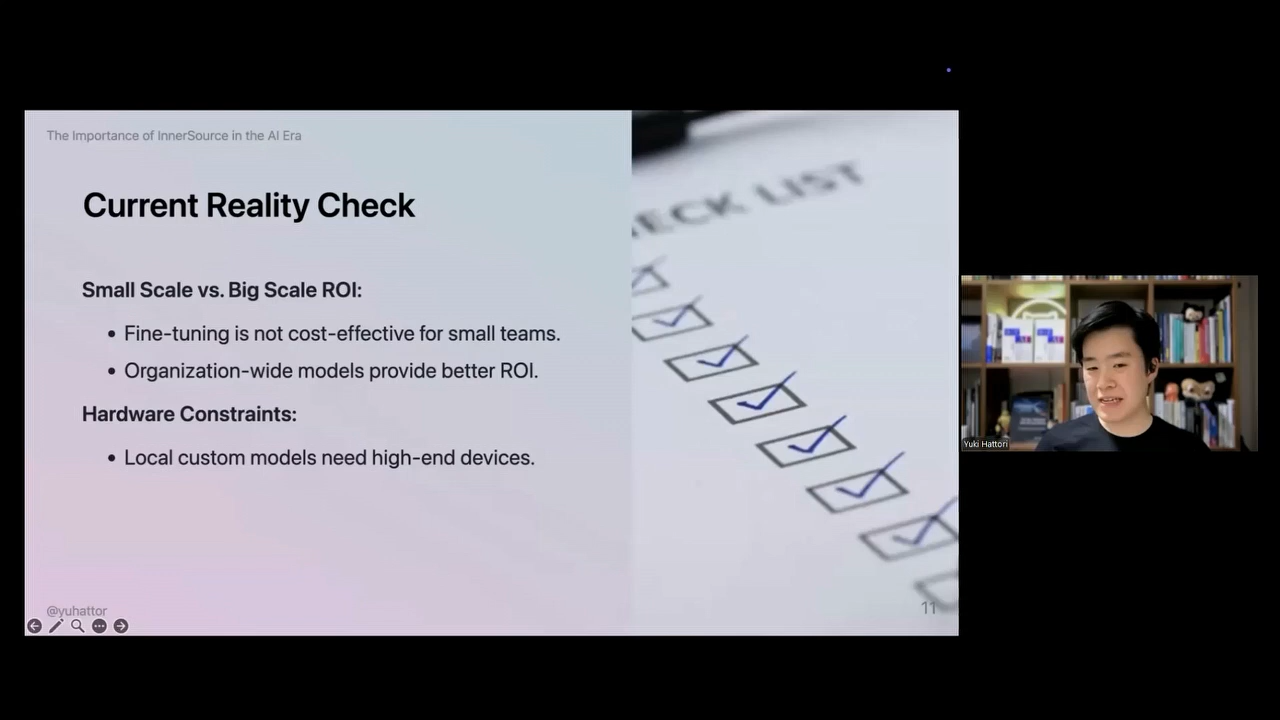 The Importance of InnerSource in the AI Era
Current Reality Check
Small Scale vs. Big Scale ROI:
• Fine-tuning is not cost-effective for small teams.
• Organization-wide models provide better ROI.
Hardware Constraints:
• Local custom models need high-end devices.
@yuhattor
11
ECK LIST
Yuki Hattori